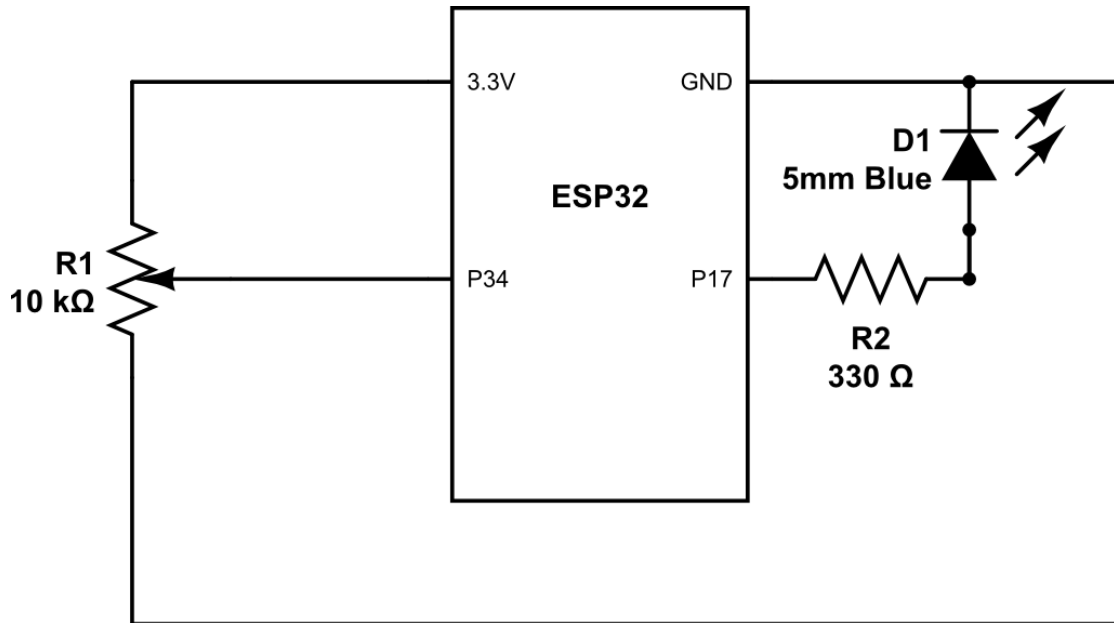 3.3V
GND
D1
5mm Blue
ESP32
R1
10 kΩ
P34
P17
R2
330 Ω